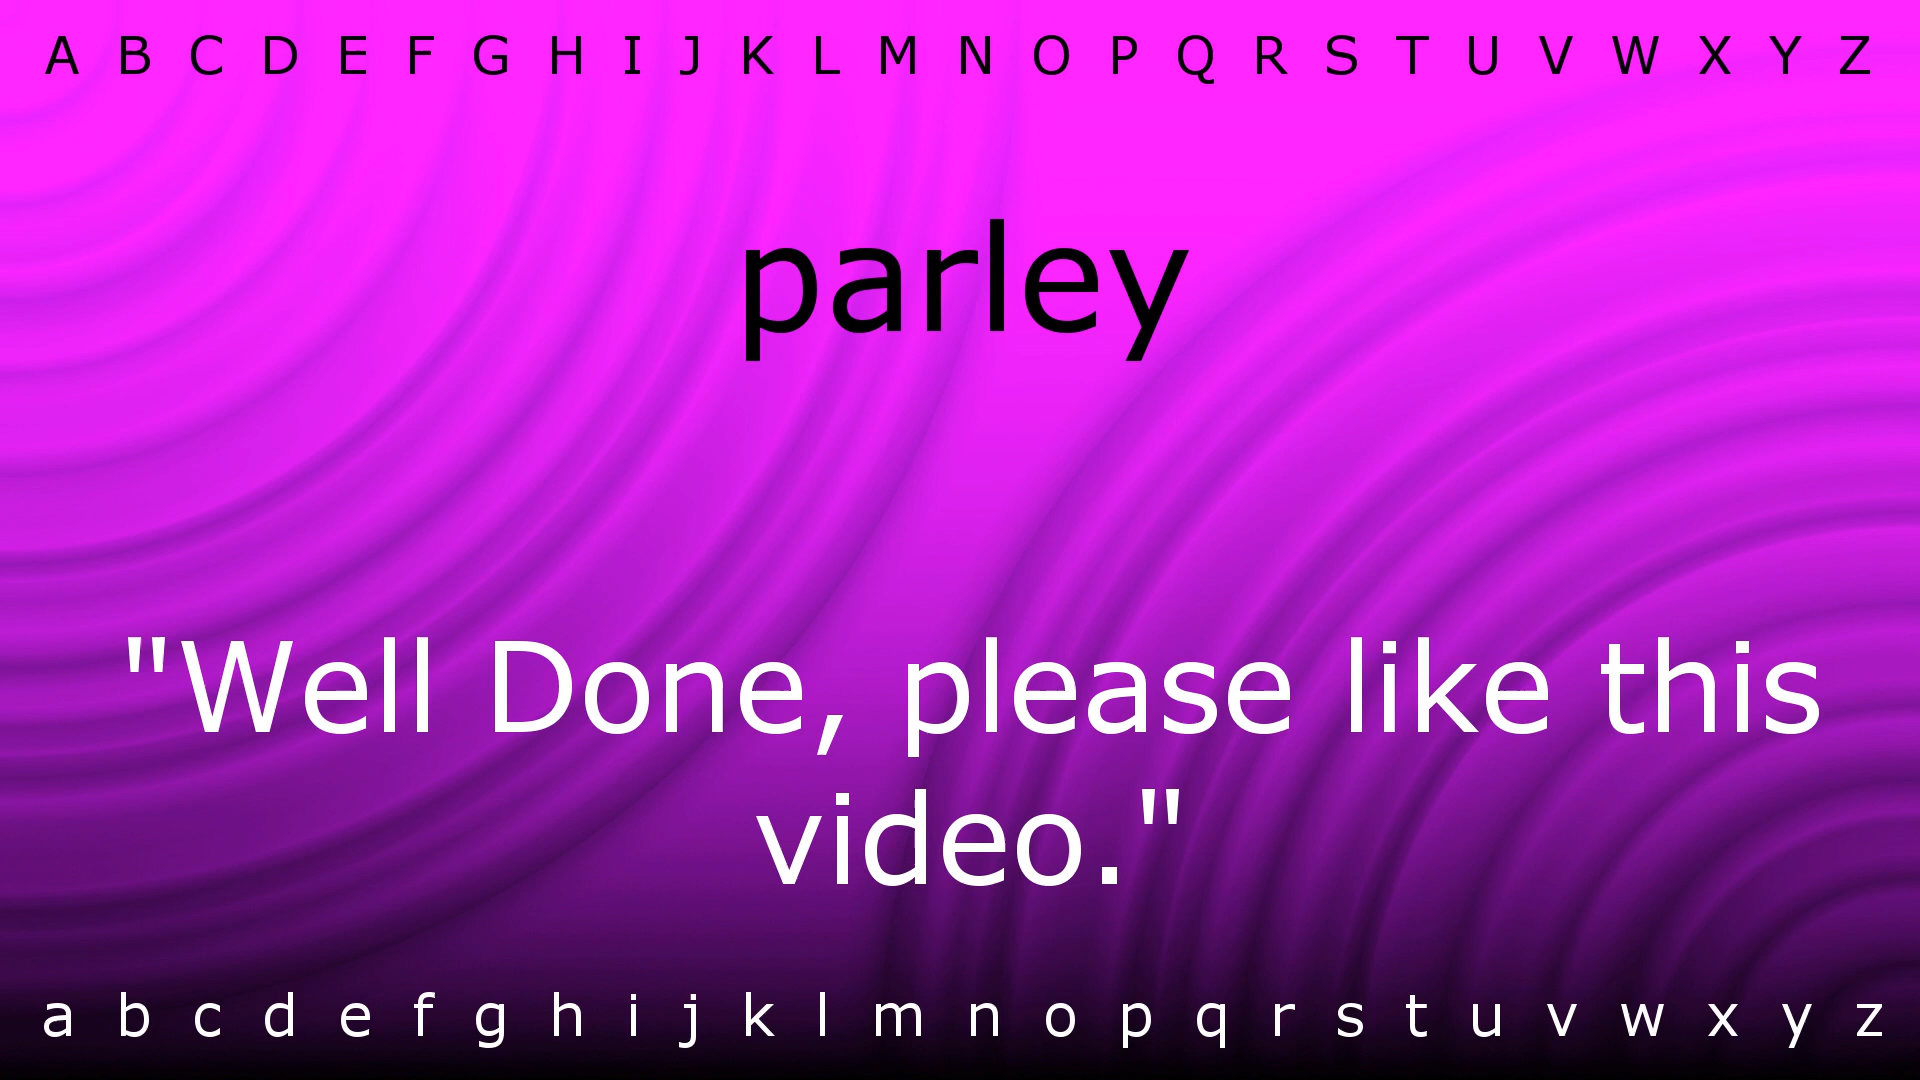 A B C D E F G H I J K L M N O P Q R S T U V W X Y Z
parley
"Well Done, please like this
video."
a b c d e f g h i j k l m n o p q r s t u v w x y z